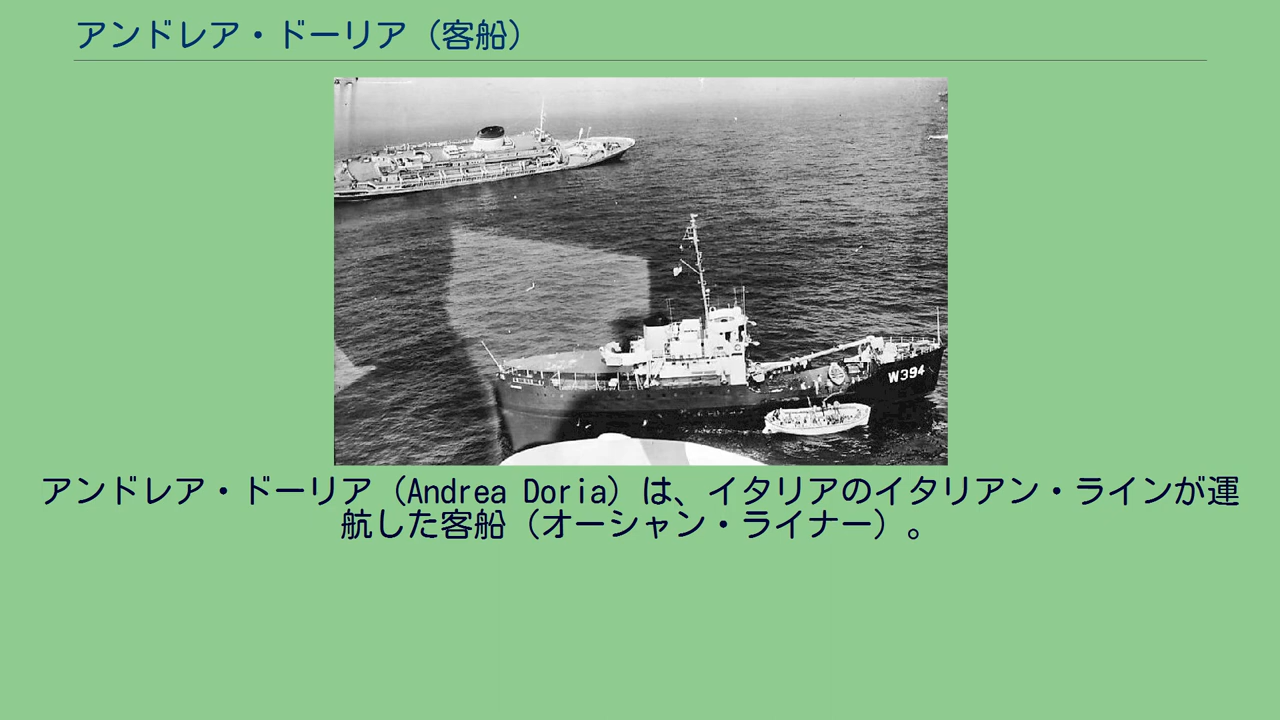 アンドレア・ドーリア（客船）
W394
アンドレア・ドーリア（Andrea Doria）は、イタリアのイタリアン・ラインが運
航した客船（オーシャン・ライナー）。